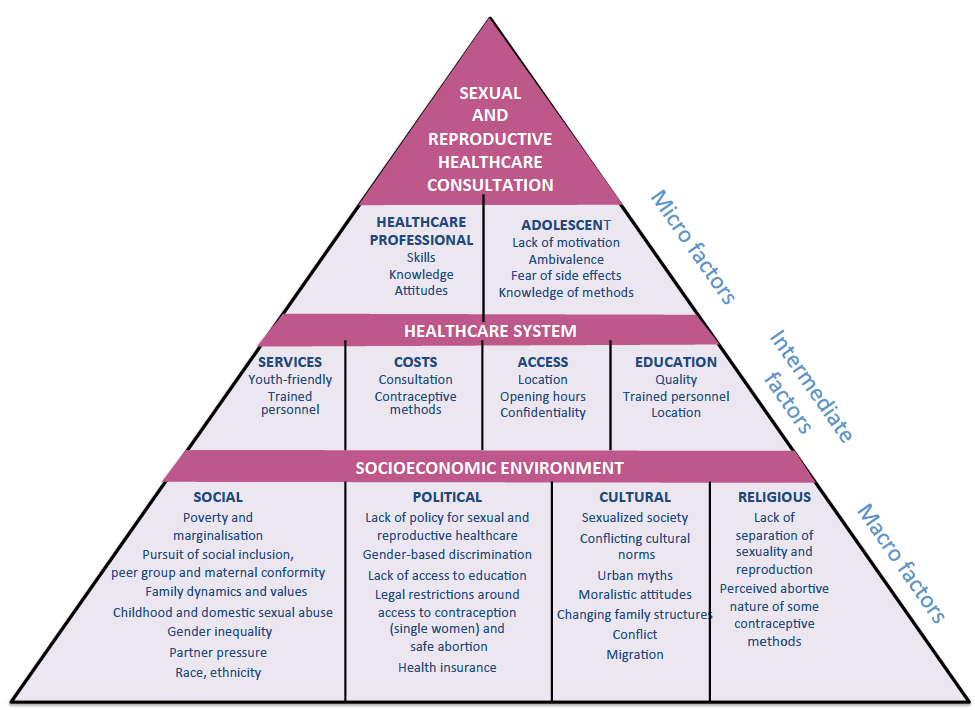 SEXUAL
AND
REPRODUCTIVE
HEALTHCARE
CONSULTATION
HEALTHCARE
PROFESSIONAL
Skills
Knowledge
Attitudes
ADOLESCENT
Lack of motivation
Ambivalence
Fear of side effects
Knowledge of methods
Micro factors
HEALTHCARE SYSTEM
SERVICES
Youth-friendly
Trained
personnel
COSTS
Consultation
Contraceptive
methods
ACCESS
Location
Opening hours
Confidentiality
EDUCATION
Quality
Trained personnel
Location
Intermediate
factors
SOCIOECONOMIC ENVIRONMENT
SOCIAL
Poverty and
marginalisation
Pursuit of social inclusion,
peer group and maternal conformity
Family dynamics and values
Childhood and domestic sexual abuse
Gender inequality
Partner pressure
Race, ethnicity
POLITICAL
Lack of policy for sexual and
reproductive healthcare
Gender-based discrimination
Lack of access to education
Legal restrictions around
access to contraception
(single women) and
safe abortion
Health insurance
CULTURAL
Sexualized society
Conflicting cultural
norms
Urban myths
Moralistic attitudes
Changing family structures
Conflict
Migration
RELIGIOUS
Lack of
separation of
sexuality and
reproduction
Perceived abortive
nature of some
contraceptive
methods
Macro factors